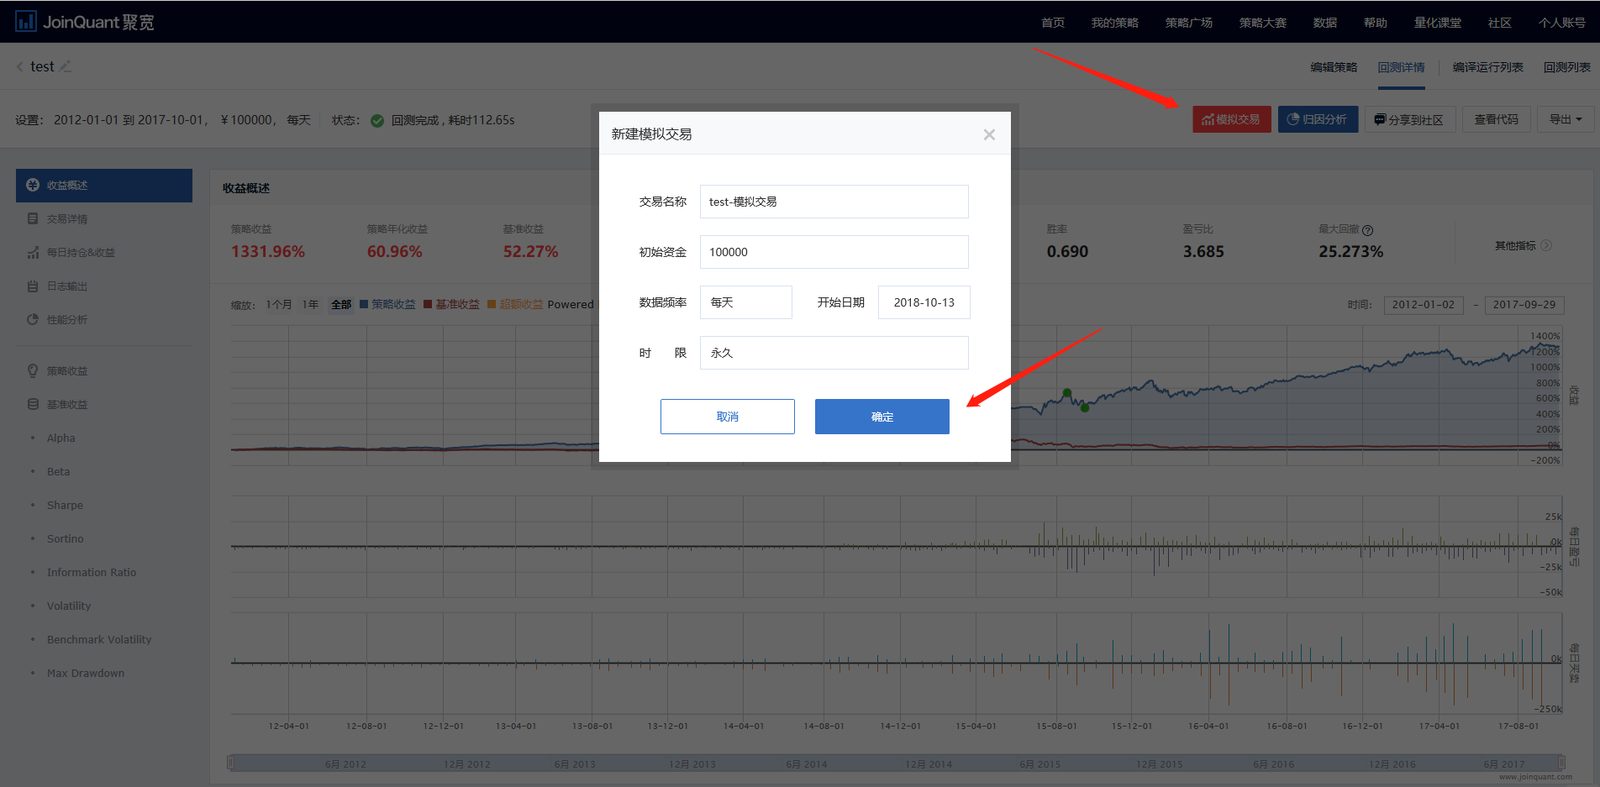 JoinQuant 聚宽
首页 我的策略 策略广场 策略大赛 数据 帮助 量化课堂 社区 个人账号
test
编辑策略 回测详情 编译运行列表 回测列表
设置: 2012-01-01 到 2017-10-01, ￥100000, 每天 状态: 回测完成 , 耗时112.65s
模拟交易 归因分析 分享到社区 查看代码 导出
新建模拟交易
交易名称 test-模拟交易
初始资金 100000
数据频率 每天 开始日期 2018-10-13
时 限 永久
取消 确定
收益概述
交易详情
每日持仓&收益
日志输出
性能分析
策略收益
基准收益
Alpha
Beta
Sharpe
Sortino
Information Ratio
Volatility
Benchmark Volatility
Max Drawdown
收益概述
策略收益 策略年化收益 基准收益 胜率 盈亏比 最大回撤
1331.96% 60.96% 52.27% 0.690 3.685 25.273%
其他指标
缩放: 1个月 1年 全部 策略收益 基准收益 超额收益 Powered
时间: 2012-01-02 - 2017-09-29
1400%
1200%
1000%
800%
600%
400%
200%
0%
-200%
收益
25k
0k
-25k
-50k
每日盈亏
0k
-250k
每日买卖
12-04-01 12-08-01 12-12-01 13-04-01 13-08-01 13-12-01 14-04-01 14-08-01 14-12-01 15-04-01 15-08-01 15-12-01 16-04-01 16-08-01 16-12-01 17-04-01 17-08-01
6月 2012 12月 2012 6月 2013 12月 2013 6月 2014 12月 2014 6月 2015 12月 2015 6月 2016 12月 2016 6月 2017
www.joinquant.com